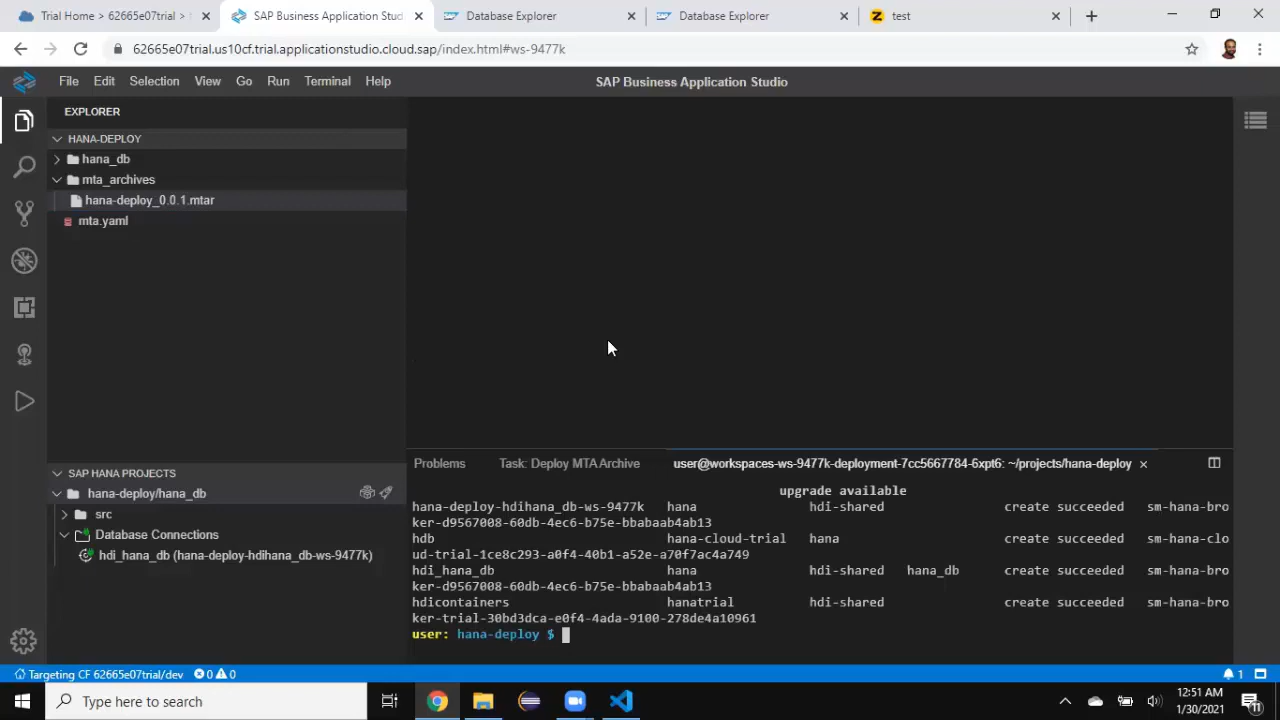 Trial Home > 62665e07trial >
SAP Business Application Studi
Database Explorer
Database Explorer
test
62665e07trial.us10cf.trial.applicationstudio.cloud.sap/index.html#ws-9477k
File Edit Selection View Go Run Terminal Help
SAP Business Application Studio
EXPLORER
HANA-DEPLOY
hana_db
mta_archives
hana-deploy_0.0.1.mtar
mta.yaml
SAP HANA PROJECTS
hana-deploy/hana_db
src
Database Connections
hdi_hana_db (hana-deploy-hdihana_db-ws-9477k)
Problems Task: Deploy MTA Archive user@workspaces-ws-9477k-deployment-7cc5667784-6xpt6: ~/projects/hana-deploy
upgrade available
hana-deploy-hdihana_db-ws-9477k hana hdi-shared create succeeded sm-hana-bro
ker-d9567008-60db-4ec6-b75e-bbabaab4ab13
hdb hana-cloud-trial hana create succeeded sm-hana-clo
ud-trial-1ce8c293-a0f4-40b1-a52e-a70f7ac4a749
hdi_hana_db hana hdi-shared hana_db create succeeded sm-hana-bro
ker-d9567008-60db-4ec6-b75e-bbabaab4ab13
hdicontainers hanatrial hdi-shared create succeeded sm-hana-bro
ker-trial-30bd3dca-e0f4-4ada-9100-278de4a10961
user: hana-deploy $
Targeting CF 62665e07trial/dev 0 0 1
Type here to search
12:51 AM
1/30/2021
11